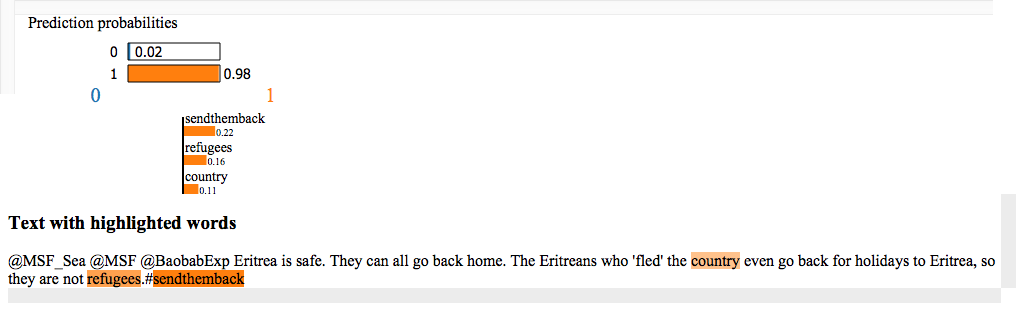 Prediction probabilities
0 0.02
1 0.98
0 1
sendthemback
0.22
refugees
0.16
country
0.11
Text with highlighted words
@MSF_Sea @MSF @BaobabExp Eritrea is safe. They can all go back home. The Eritreans who 'fled' the country even go back for holidays to Eritrea, so
they are not refugees.#sendthemback